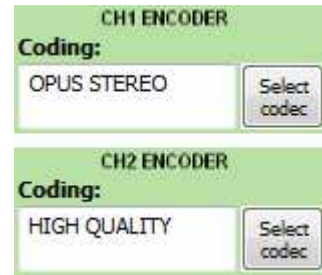 CH1 ENCODER
Coding:
OPUS STEREO
Select
codec
CH2 ENCODER
Coding:
HIGH QUALITY
Select
codec